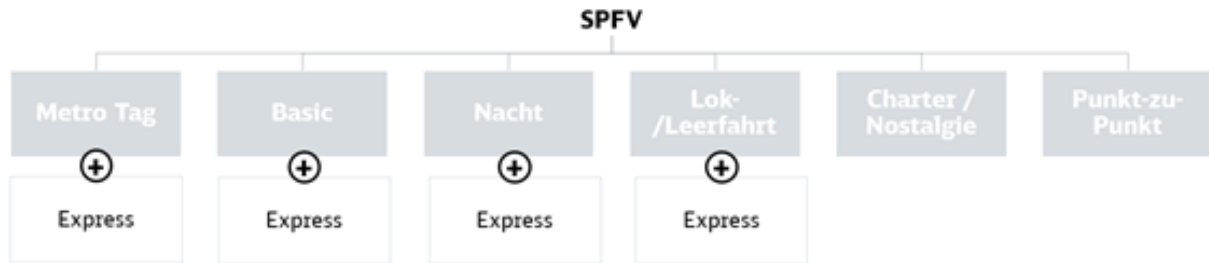 SPFV
Metro Tag
Basic
Nacht
Lok-
/Leerfahrt
Charter /
Nostalgie
Punkt-zu-
Punkt
+
+
+
+
Express
Express
Express
Express